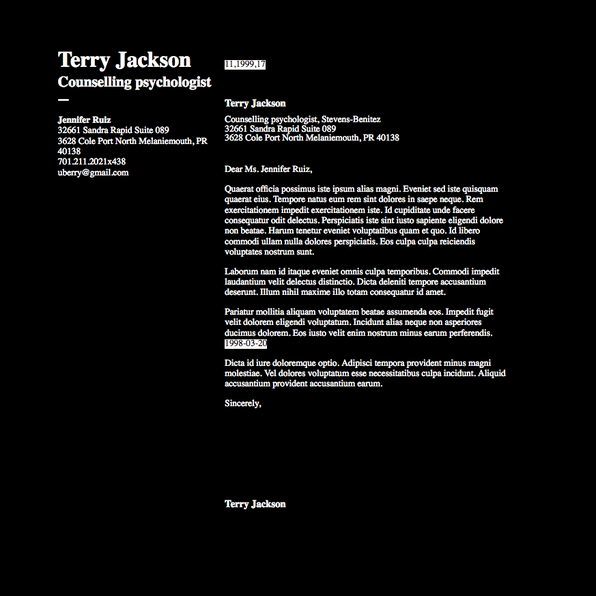 Terry Jackson
Counselling psychologist
Jennifer Ruiz
32661 Sandra Rapid Suite 089
3628 Cole Port North Melaniemouth, PR
40138
701.211.2021x438
uberry@gmail.com
11,1999,17
Terry Jackson
Counselling psychologist, Stevens-Benitez
32661 Sandra Rapid Suite 089
3628 Cole Port North Melaniemouth, PR 40138
Dear Ms. Jennifer Ruiz,
Quaerat officia possimus iste ipsum alias magni. Eveniet sed iste quisquam
quaerat eius. Tempore natus eum rem sint dolores in saepe neque. Rem
exercitationem impedit exercitationem iste. Id cupiditate unde facere
consequatur odit delectus. Perspiciatis iste sint iusto sapiente eligendi dolore
non beatae. Harum tenetur eveniet voluptatibus quam et quo. Id libero
commodi ullam nulla dolores perspiciatis. Eos culpa culpa reiciendis
voluptates nostrum sunt.
Laborum nam id itaque eveniet omnis culpa temporibus. Commodi impedit
laudantium velit delectus distinctio. Dicta deleniti tempore accusantium
deserunt. Illum nihil maxime illo totam consequatur id amet.
Pariatur mollitia aliquam voluptatem beatae assumenda eos. Impedit fugit
velit dolorem eligendi voluptatum. Incidunt alias neque non asperiores
ducimus dolorem. Eos iusto velit enim nostrum minus earum perferendis.
1998-03-20
Dicta id iure doloremque optio. Adipisci tempora provident minus magni
molestiae. Vel dolores voluptatum esse necessitatibus culpa incidunt. Aliquid
accusantium provident accusantium earum.
Sincerely,
Terry Jackson